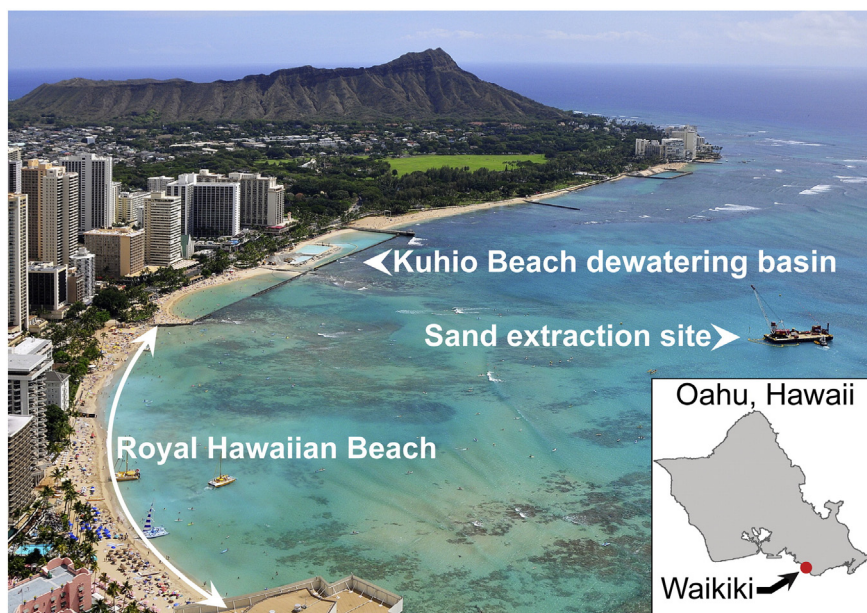 Kuhio Beach dewatering basin
Sand extraction site
Royal Hawaiian Beach
Oahu, Hawaii
Waikiki